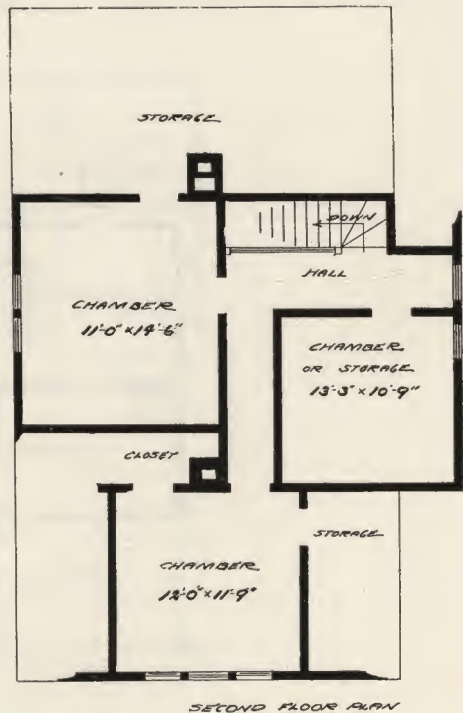 STORAGE
DOWN
HALL
CHAMBER
11'-0" x 14'-6"
CHAMBER
OR STORAGE
13'-3" x 10'-9"
CLOSET
STORAGE
CHAMBER
12'-0" x 11'-9"
SECOND FLOOR PLAN